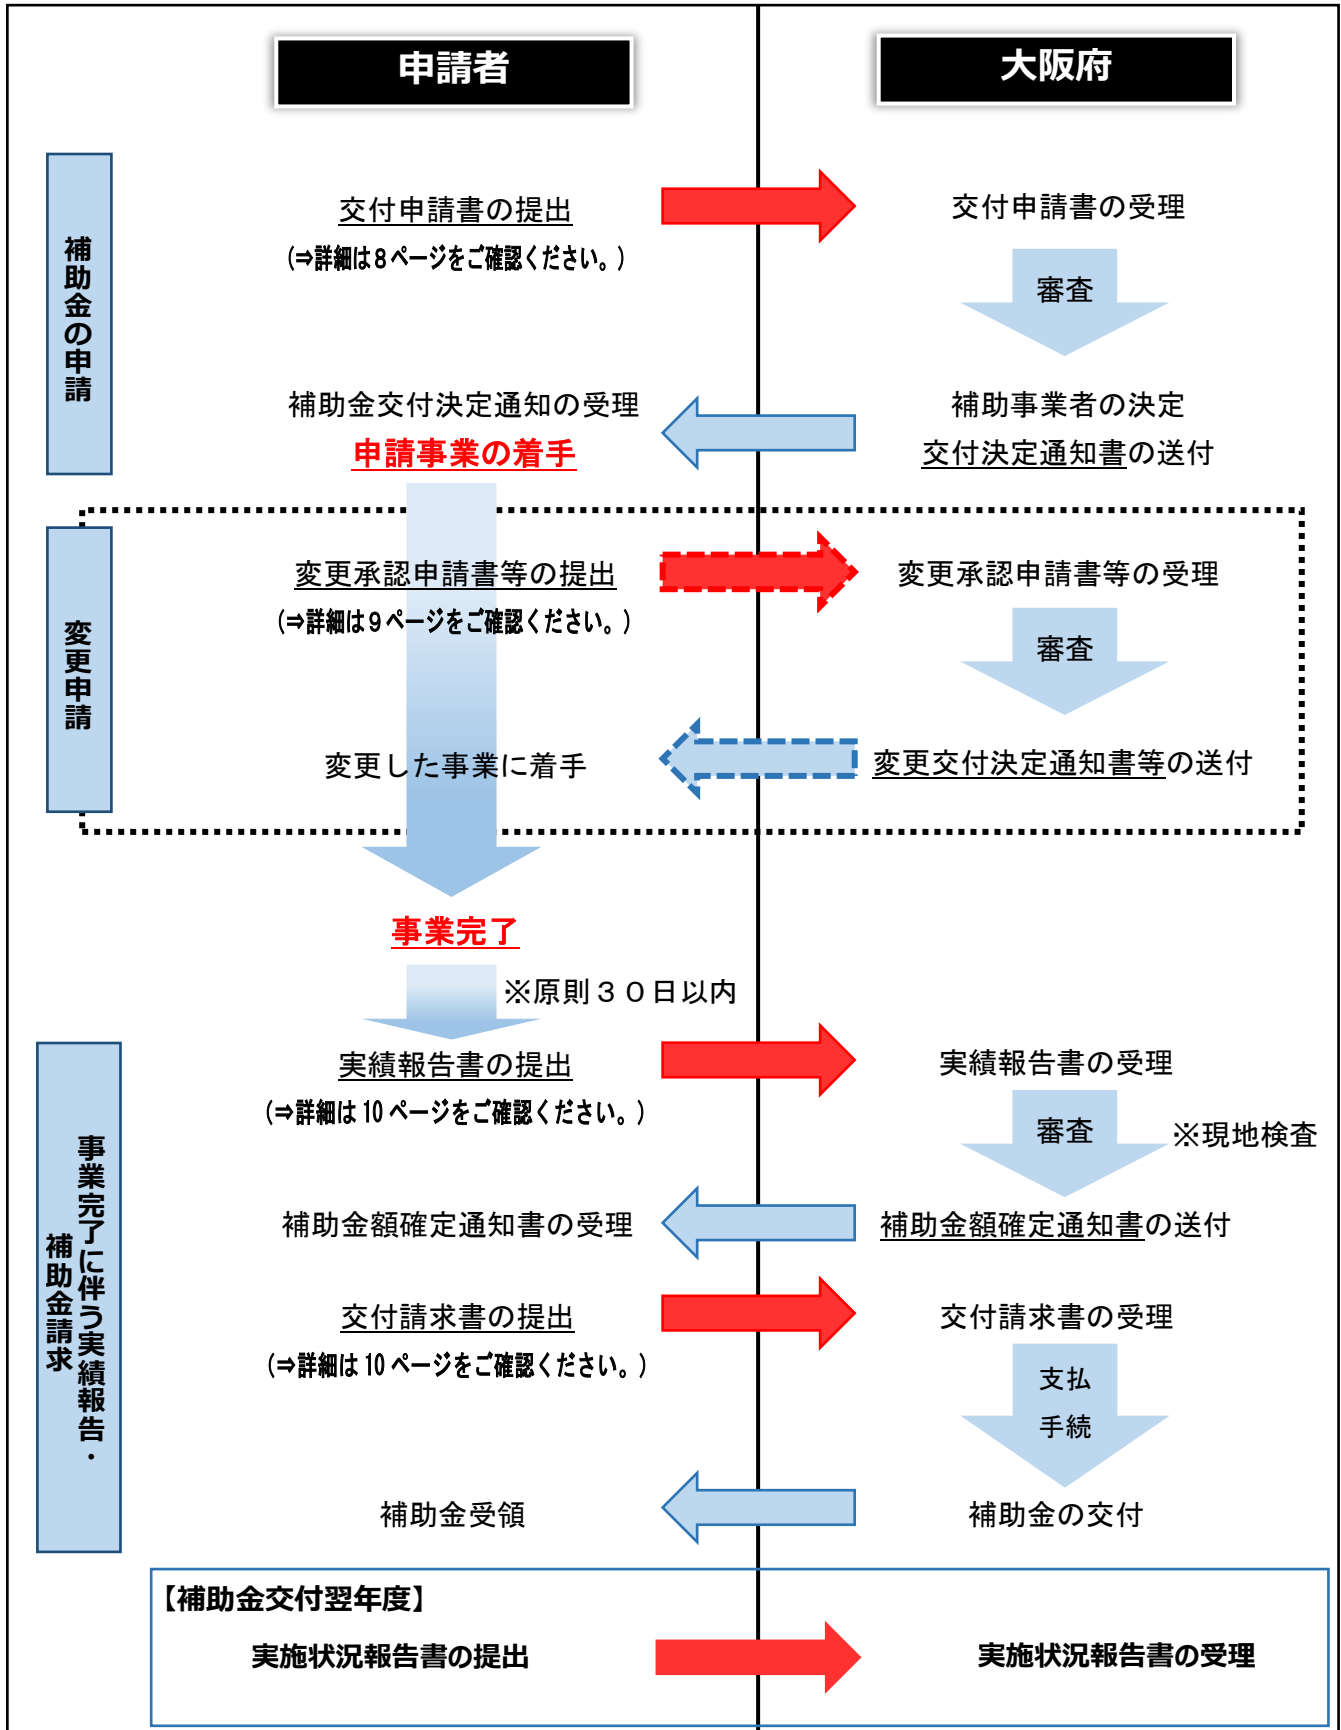 申請者
大阪府
補助金の申請
交付申請書の提出
(⇒詳細は８ページをご確認ください。)
交付申請書の受理
審査
補助金交付決定通知の受理
申請事業の着手
補助事業者の決定
交付決定通知書の送付
変更申請
変更承認申請書等の提出
(⇒詳細は９ページをご確認ください。)
変更承認申請書等の受理
審査
変更した事業に着手
変更交付決定通知書等の送付
事業完了
※原則３０日以内
事業完了に伴う実績報告・
補助金請求
実績報告書の提出
(⇒詳細は 10 ページをご確認ください。)
実績報告書の受理
審査
※現地検査
補助金額確定通知書の受理
補助金額確定通知書の送付
交付請求書の提出
(⇒詳細は 10 ページをご確認ください。)
交付請求書の受理
支払
手続
補助金受領
補助金の交付
【補助金交付翌年度】
実施状況報告書の提出
実施状況報告書の受理